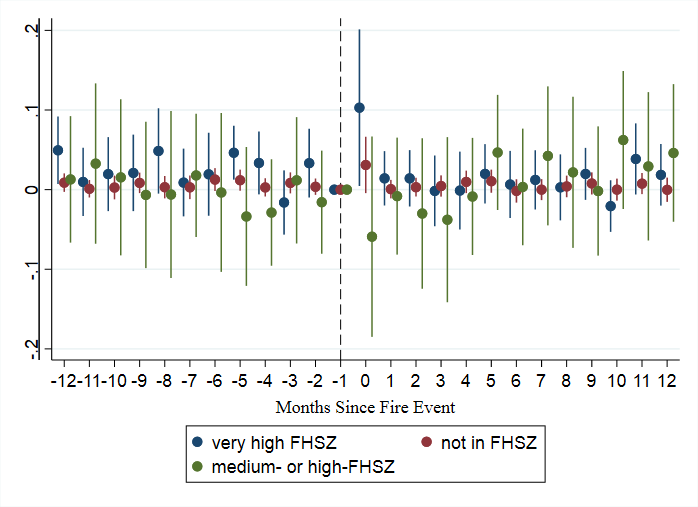 .2
.1
0
-.1
-.2
-12 -11 -10 -9 -8 -7 -6 -5 -4 -3 -2 -1 0 1 2 3 4 5 6 7 8 9 10 11 12
Months Since Fire Event
very high FHSZ not in FHSZ
medium- or high-FHSZ